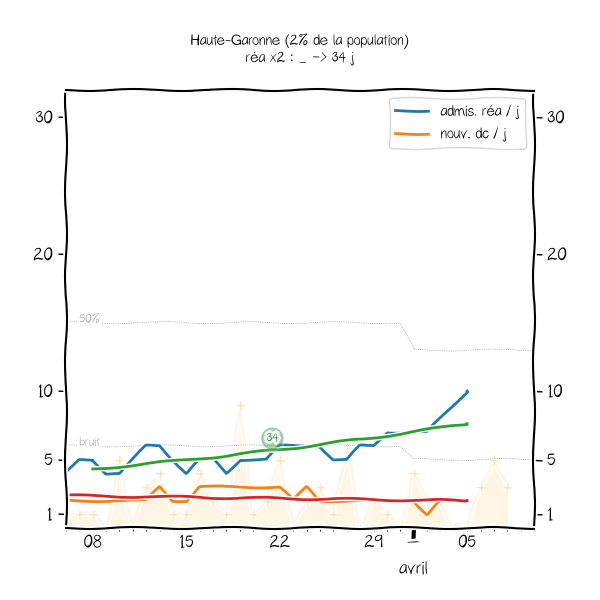 Haute-Garonne (2% de la population)
réa x2 : _ -> 34 j
admis. réa / j
nouv. dc / j
30
30
20
20
50%
10
10
34
bruit
5
5
1
1
08
15
22
29
05
avril